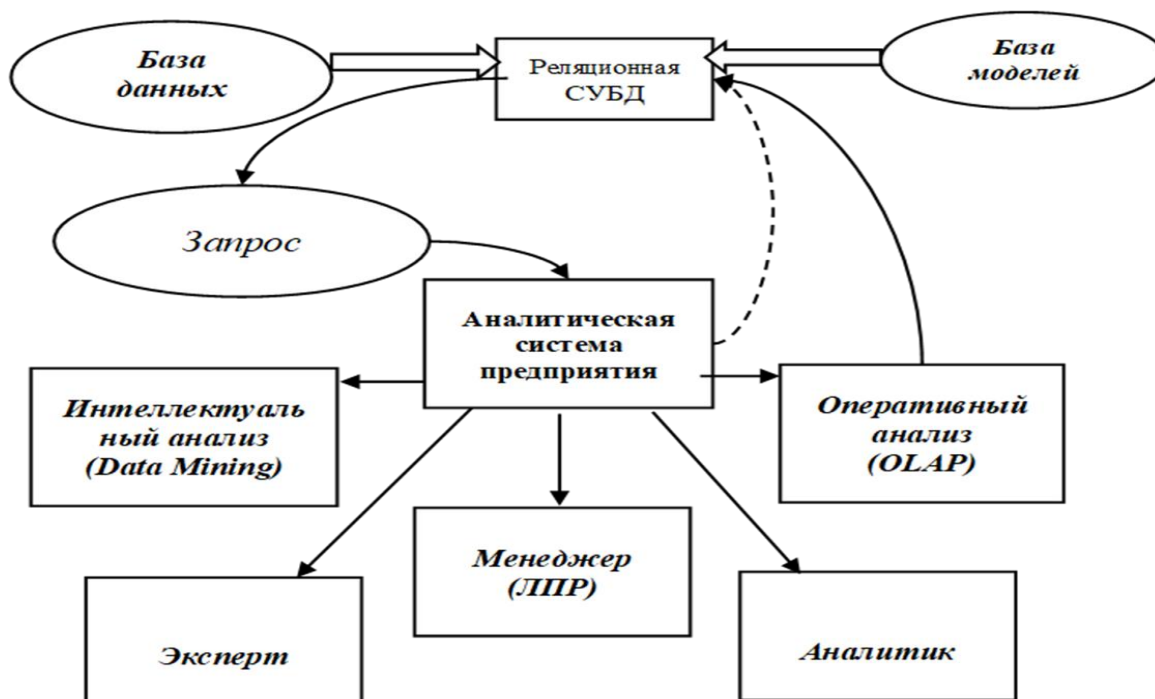 База
данных
Реляционная
СУБД
База
моделей
Запрос
Аналитическая
система
предприятия
Интеллектуаль
ный анализ
(Data Mining)
Оперативный
анализ
(OLAP)
Менеджер
(ЛПР)
Эксперт
Аналитик